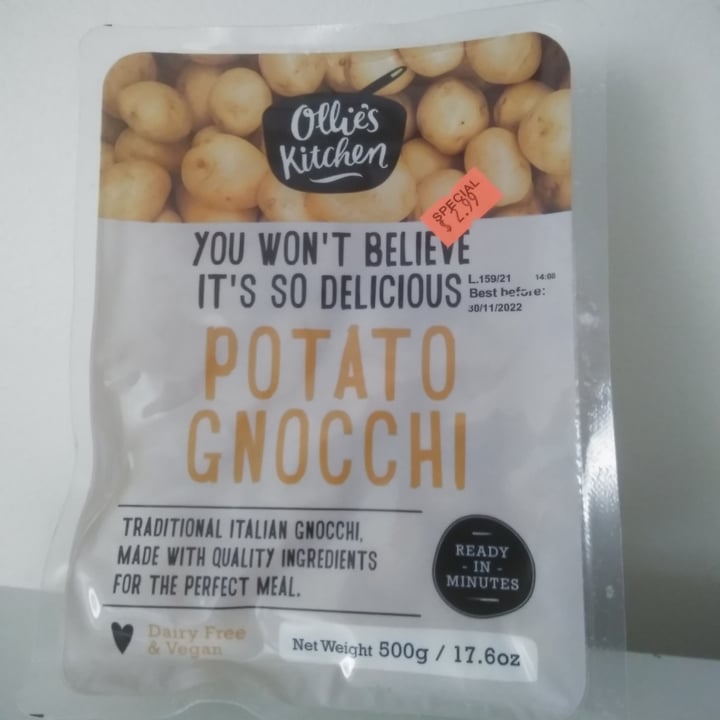 Ollie's
Kitchen
SPECIAL
$ 2.99
YOU WON'T BELIEVE
IT'S SO DELICIOUS
L.159/21 14:08
Best before:
30/11/2022
POTATO
GNOCCHI
TRADITIONAL ITALIAN GNOCCHI,
MADE WITH QUALITY INGREDIENTS
FOR THE PERFECT MEAL.
READY
- IN -
MINUTES
Dairy Free
& Vegan
Net Weight 500g / 17.6oz